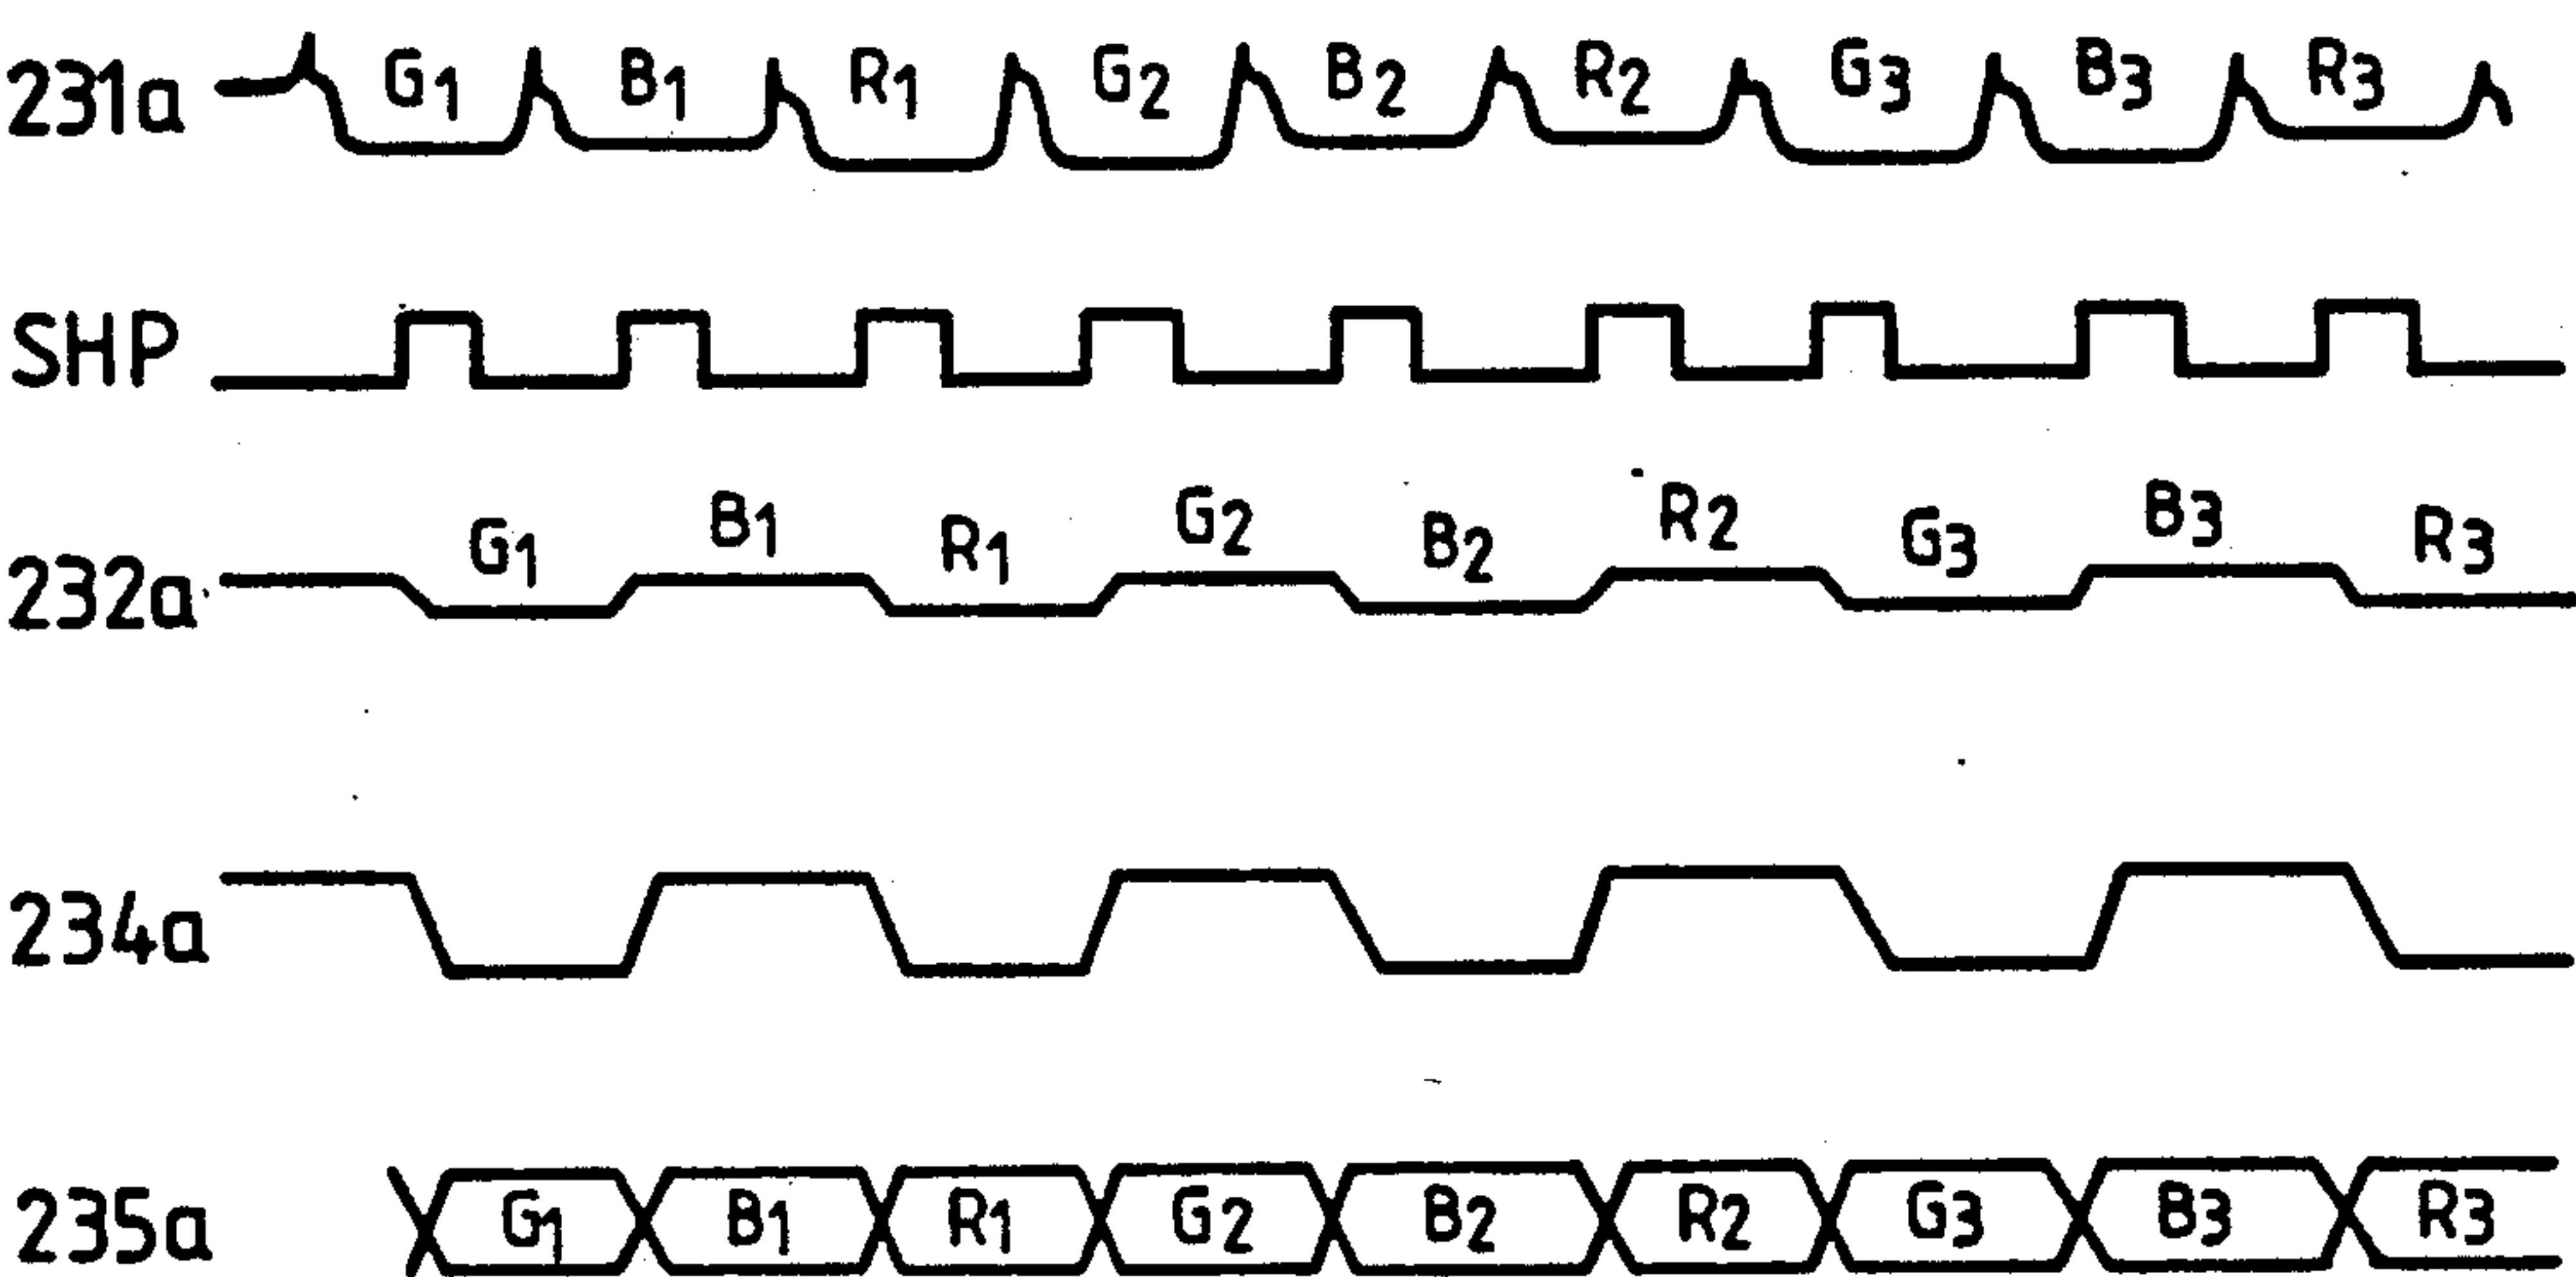 231a G1 B1 R1 G2 B2 R2 G3 B3 R3
SHP
232a G1 B1 R1 G2 B2 R2 G3 B3 R3
234a
235a G1 B1 R1 G2 B2 R2 G3 B3 R3